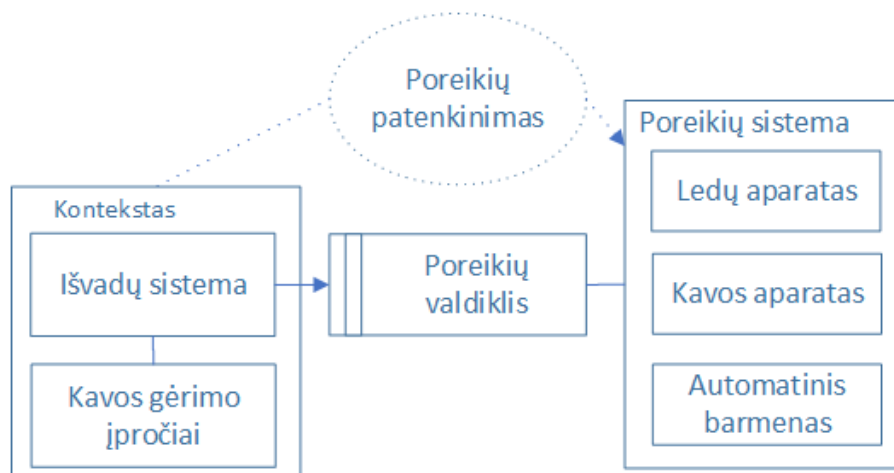 Poreikių
patenkinimas
Poreikių sistema
Ledų aparatas
Kontekstas
Išvadų sistema
Poreikių
valdiklis
Kavos aparatas
Kavos gėrimo
įpročiai
Automatinis
barmenas